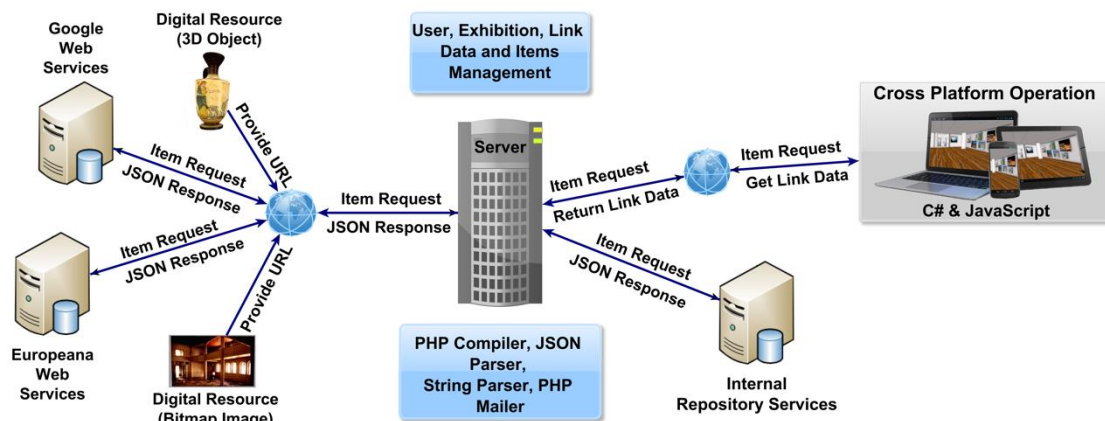 Google
Web
Services
Digital Resource
(3D Object)
Provide URL
Item Request
JSON Response
Item Request
JSON Response
Europeana
Web
Services
Provide URL
Digital Resource
(Bitmap Image)
Item Request
JSON Response
User, Exhibition, Link
Data and Items
Management
Server
PHP Compiler, JSON
Parser,
String Parser, PHP
Mailer
Item Request
Return Link Data
Item Request
JSON Response
Internal
Repository Services
Item Request
Get Link Data
Cross Platform Operation
C# & JavaScript